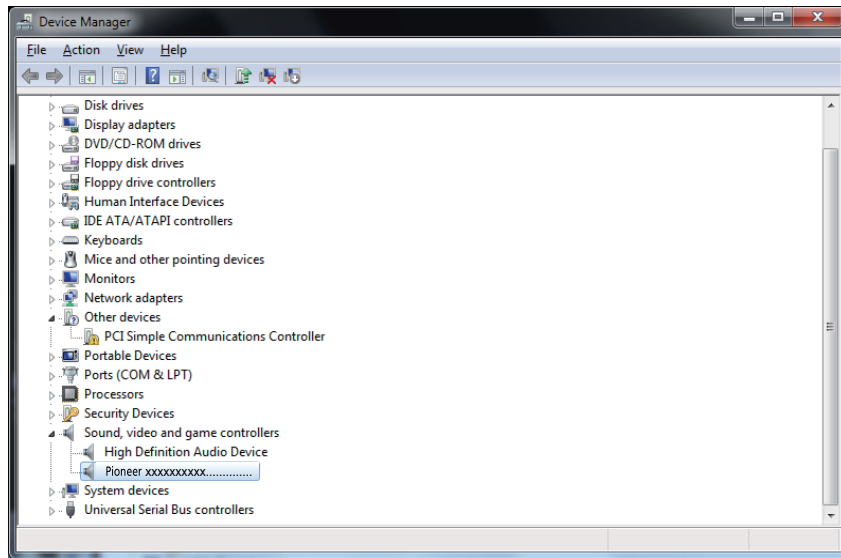 Device Manager
File Action View Help
Disk drives
Display adapters
DVD/CD-ROM drives
Floppy disk drives
Floppy drive controllers
Human Interface Devices
IDE ATA/ATAPI controllers
Keyboards
Mice and other pointing devices
Monitors
Network adapters
Other devices
PCI Simple Communications Controller
Portable Devices
Ports (COM & LPT)
Processors
Security Devices
Sound, video and game controllers
High Definition Audio Device
Pioneer xxxxxxxxxx.............
System devices
Universal Serial Bus controllers